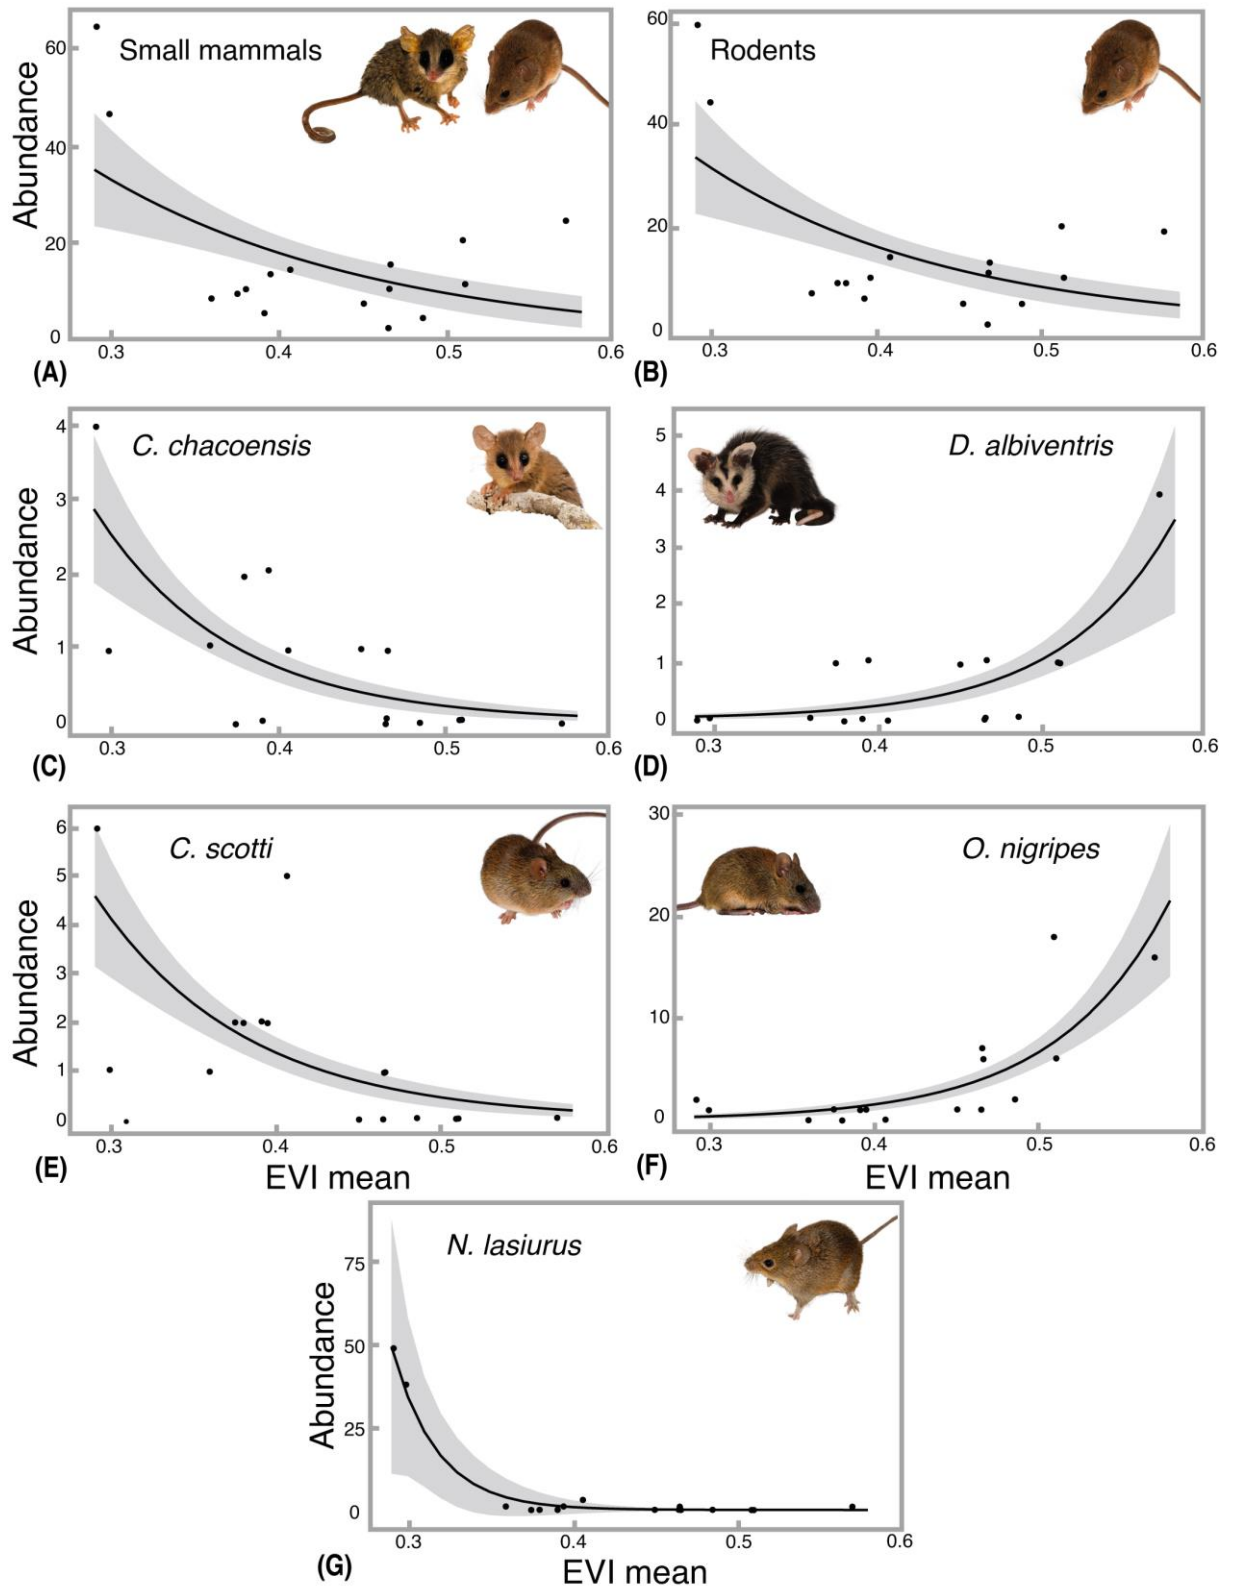 Small mammals
Abundance
60
40
20
0
0.3 0.4 0.5 0.6
(A)
Rodents
60
40
20
0
0.3 0.4 0.5 0.6
(B)
C. chacoensis
Abundance
4
3
2
1
0
0.3 0.4 0.5 0.6
(C)
D. albiventris
5
4
3
2
1
0
0.3 0.4 0.5 0.6
(D)
C. scotti
Abundance
6
5
4
3
2
1
0
0.3 0.4 0.5 0.6
(E)
EVI mean
O. nigripes
30
20
10
0
0.3 0.4 0.5 0.6
(F)
EVI mean
N. lasiurus
Abundance
75
50
25
0
0.3 0.4 0.5 0.6
(G)
EVI mean